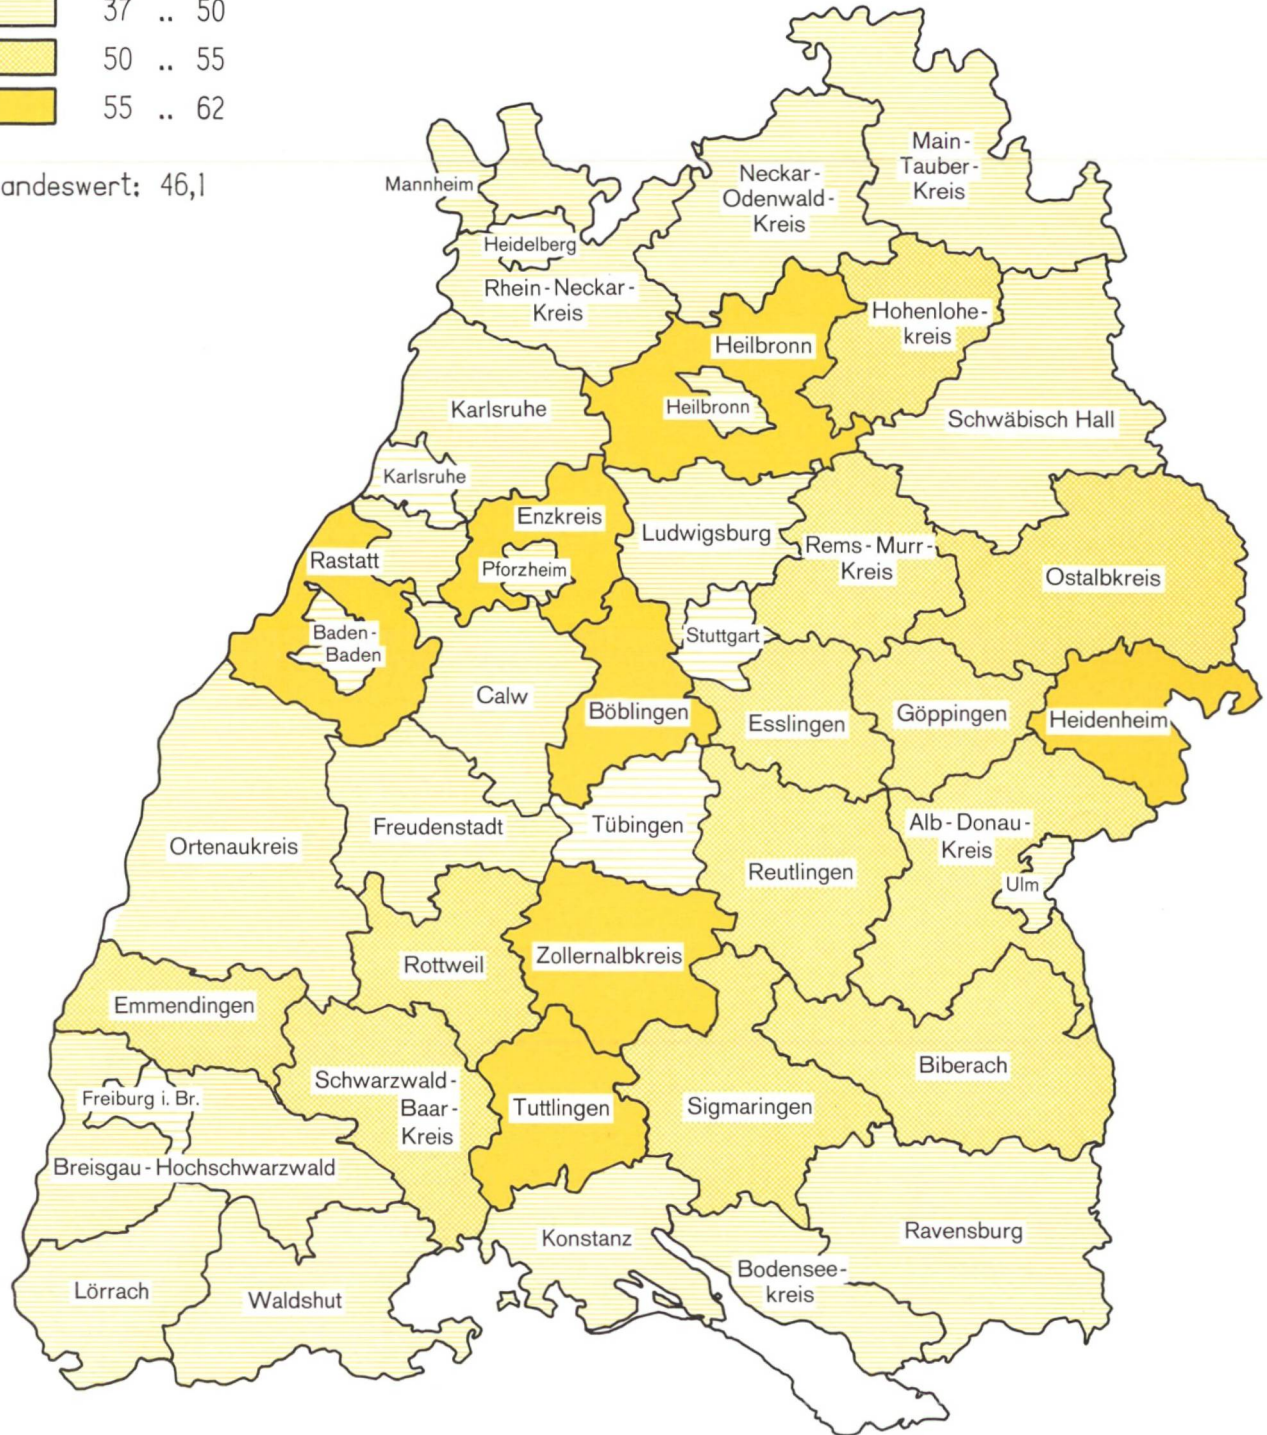 37 .. 50
50 .. 55
55 .. 62
andeswert: 46,1
Main-
Tauber-
Kreis
Neckar-
Odenwald-
Kreis
Mannheim
Heidelberg
Rhein-Neckar-
Kreis
Hohenlohe-
kreis
Heilbronn
Heilbronn
Karlsruhe
Schwäbisch Hall
Karlsruhe
Enzkreis
Ludwigsburg
Rems-Murr-
Kreis
Rastatt
Pforzheim
Ostalbkreis
Baden-
Baden
Stuttgart
Calw
Böblingen
Esslingen
Göppingen
Heidenheim
Ortenaukreis
Freudenstadt
Tübingen
Alb-Donau-
Kreis
Reutlingen
Ulm
Rottweil
Zollernalbkreis
Emmendingen
Schwarzwald-
Baar-
Kreis
Biberach
Freiburg i. Br.
Tuttlingen
Sigmaringen
Breisgau-Hochschwarzwald
Konstanz
Ravensburg
Bodensee-
kreis
Lörrach
Waldshut